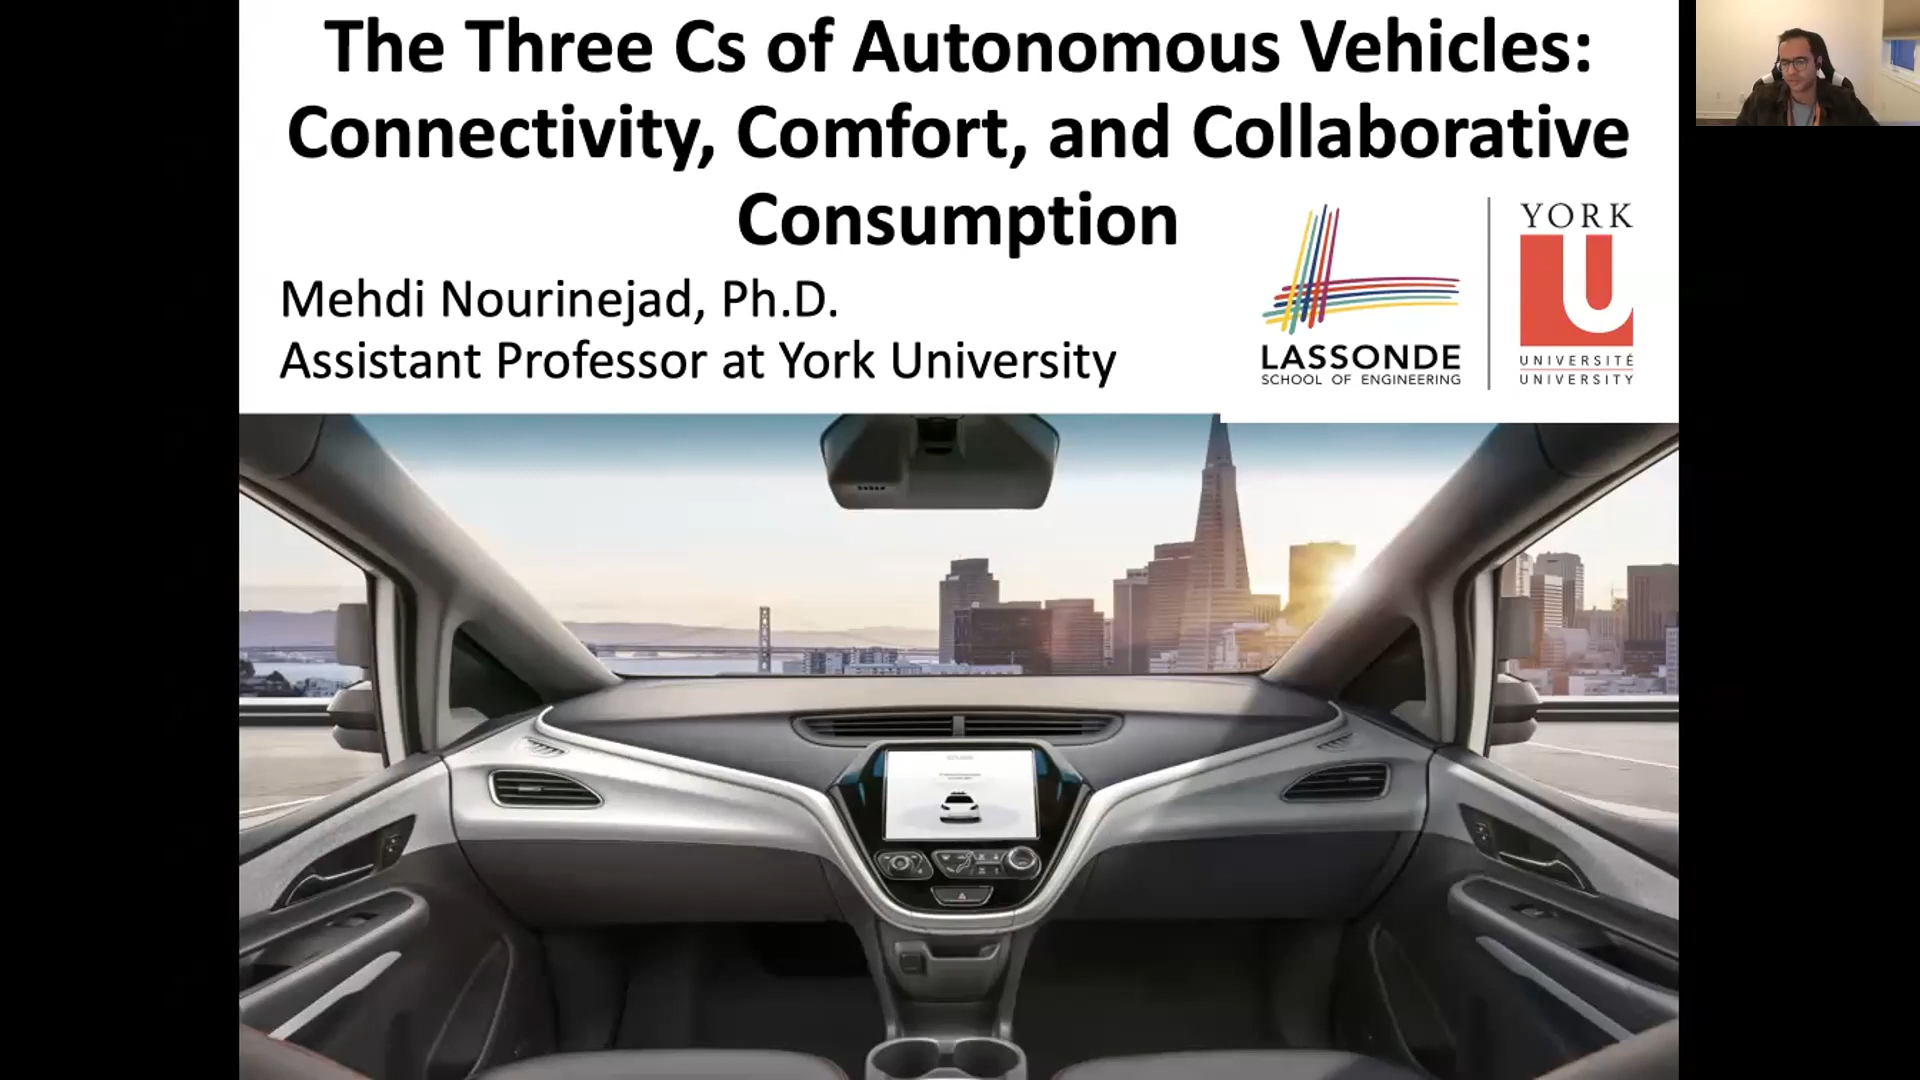 The Three Cs of Autonomous Vehicles:
Connectivity, Comfort, and Collaborative
Consumption
Mehdi Nourinejad, Ph.D.
Assistant Professor at York University
LASSONDE
SCHOOL OF ENGINEERING
YORK
U
UNIVERSITÉ
UNIVERSITY